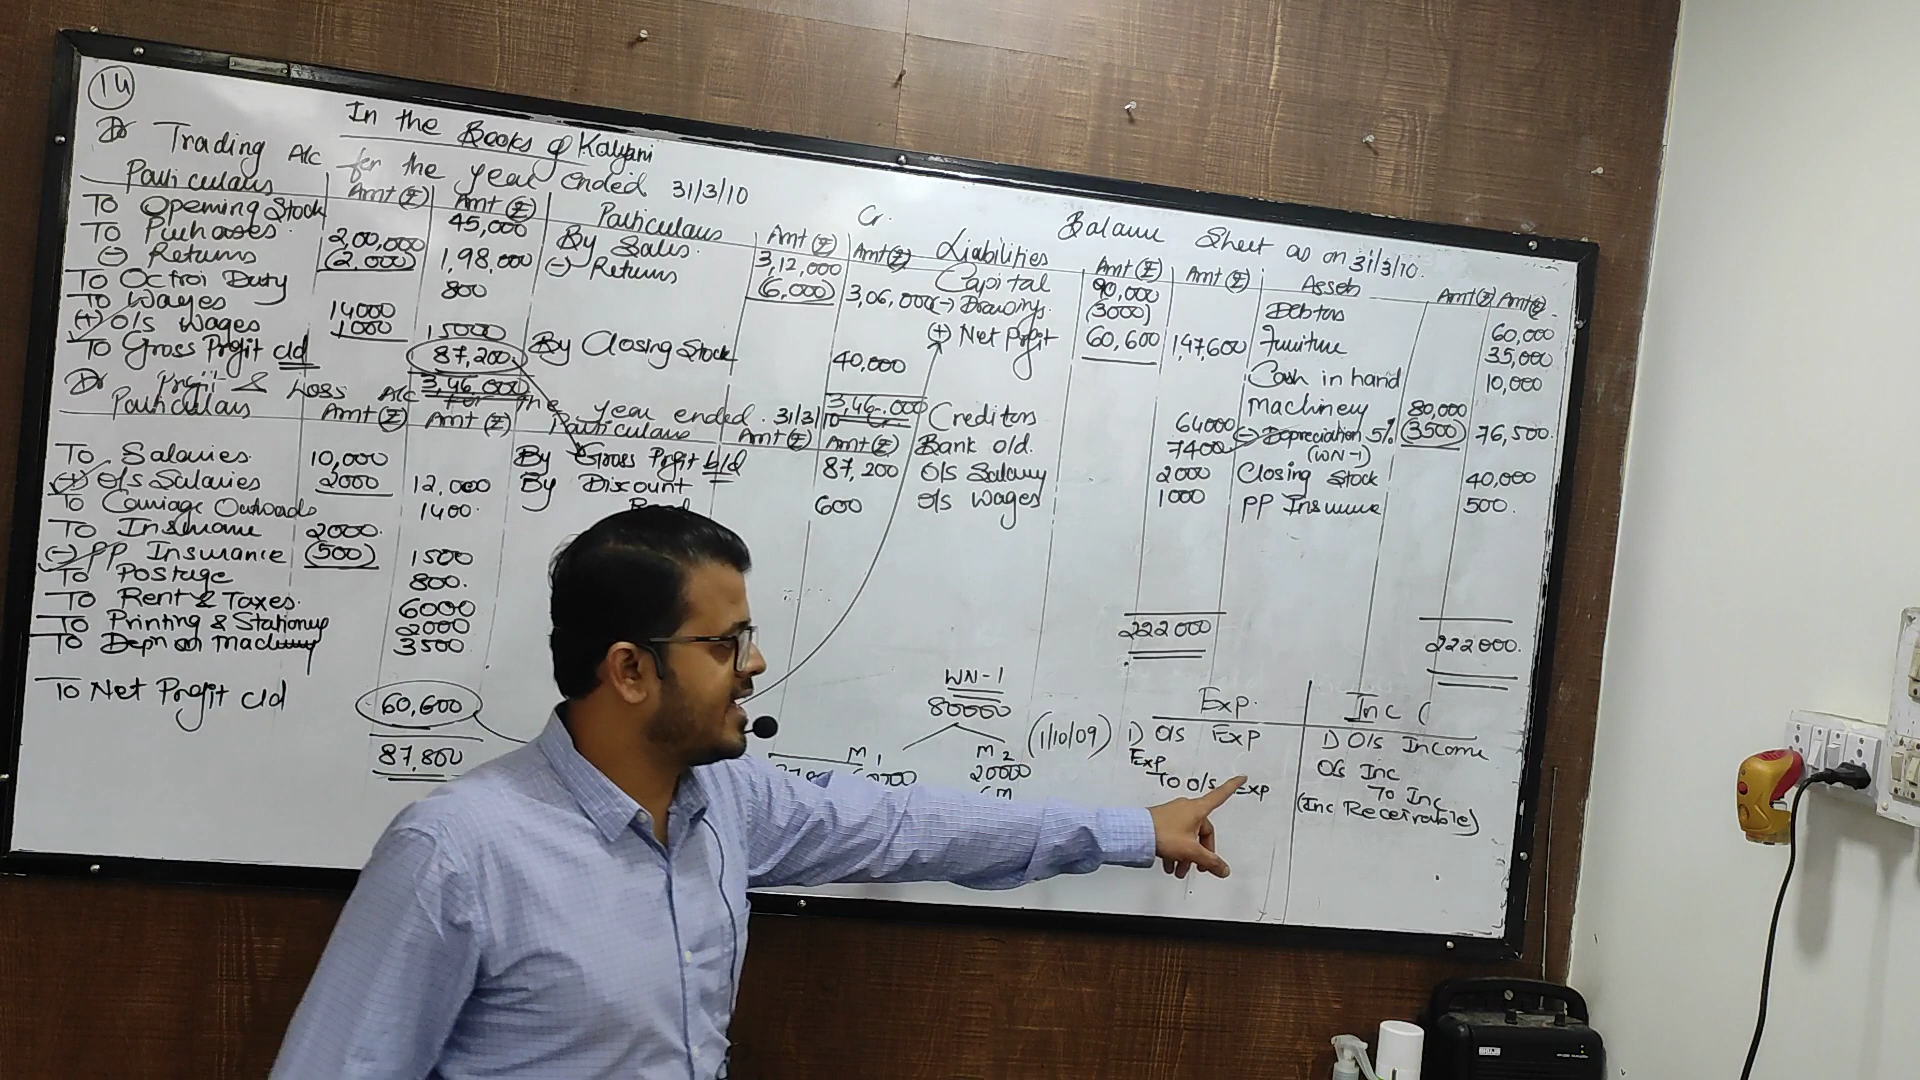 14
In the Books of Kalyani
Dr Trading A/c for the year ended 31/3/10 Cr.
Particulars Amt (₹) Amt (₹) Particulars Amt (₹) Amt (₹)
To Opening Stock 45,000 By Sales. 3,12,000
To Purhases. 2,00,000 (-) Returns (6,000) 3,06,000
(-) Returns (2,000) 1,98,000
To Octroi Duty 800
To Wages 14000
(+) O/s Wages 1000 15000 By Closing Stock 40,000
To Gross Profit c/d 87,200
3,46,000 3,46,000
Dr Profit & Loss A/c for the year ended. 31/3/10
Particulars Amt (₹) Amt (₹) Particulars Amt (₹) Amt (₹)
To Salaries 10,000 By Gross Profit b/d 87,200
(+) O/s Salaries 2000 12,000 By Discount 600
To Carriage Outwards 1400.
To Insurance 2000.
(-) PP Insurance (500) 1500
To Postage 800.
To Rent & Taxes. 6000
To Printing & Stationery 2000
To Depn on Machinery 3500
To Net Profit c/d 60,600
87,800
Balance Sheet as on 31/3/10.
Liabilities Amt (₹) Amt (₹) Assets Amt (₹) Amt (₹)
Capital 90,000 Debtors 60,000
(-) Drawings. (3000) Furniture 35,000
(+) Net Profit 60,600 1,47,600 Cash in hand 10,000
Machinery 80,000
Creditors 64000 (-) Depreciation 5% (3500) 76,500.
Bank o/d. 7400 (WN-1)
O/s Salary 2000 Closing Stock 40,000
O/s Wages 1000 PP Insurance 500.
222000 222000.
WN-1
80000
M1 M2
20000
(1/10/09)
Exp. Inc (
1) O/s Exp 1) O/s Income
Exp O/s Inc
To O/s Exp To Inc
(Inc Receivable)